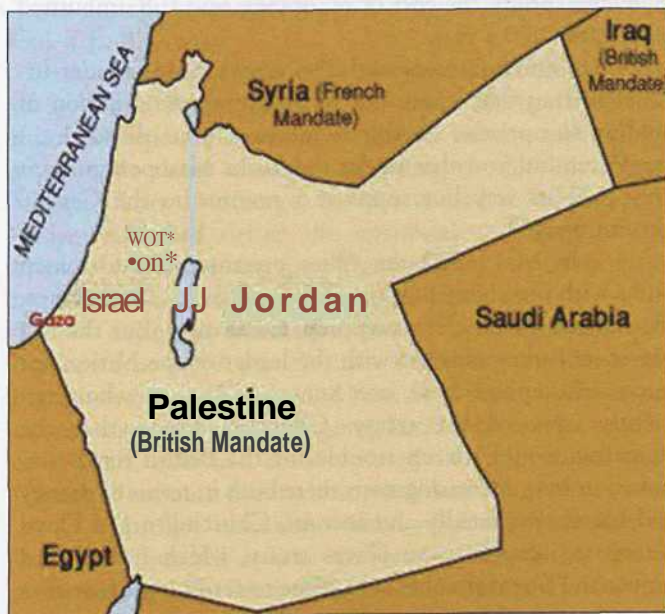 MEDITERRANEAN SEA
Syria (French
Mandate)
Iraq
(British
Mandate)
WOT*
•on*
Israel JJ Jordan
Gaza
Saudi Arabia
Palestine
(British Mandate)
Egypt